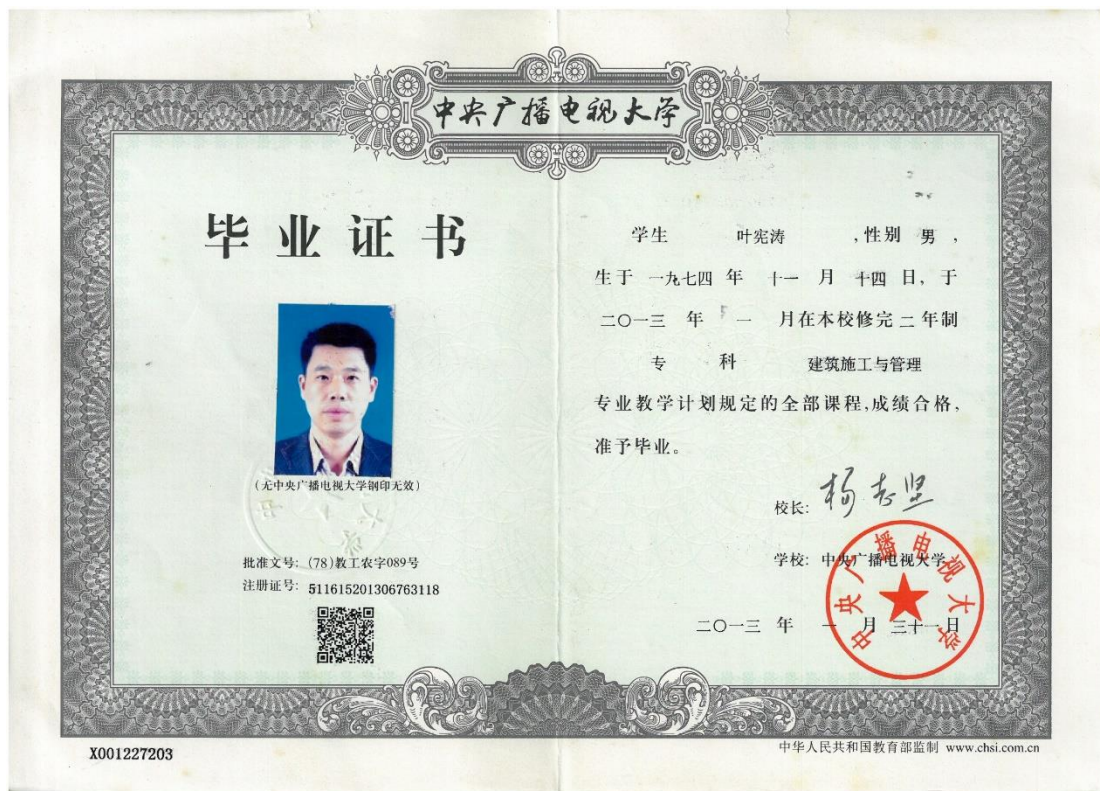 中央广播电视大学
毕业证书
(无中央广播电视大学钢印无效)
批准文号: (78)教工农字089号
注册证号: 511615201306763118
学生 叶宪涛 ,性别 男 ,
生于 一九七四 年 十一 月 十四 日, 于
二〇一三 年 一 月在本校修完 二 年制
专 科 建筑施工与管理
专业教学计划规定的全部课程,成绩合格,
准予毕业。
校长: 杨志坚
学校: 中央广播电视大学
二〇一三 年 一 月 三十一 日
中央广播电视大学
X001227203
中华人民共和国教育部监制 www.chsi.com.cn